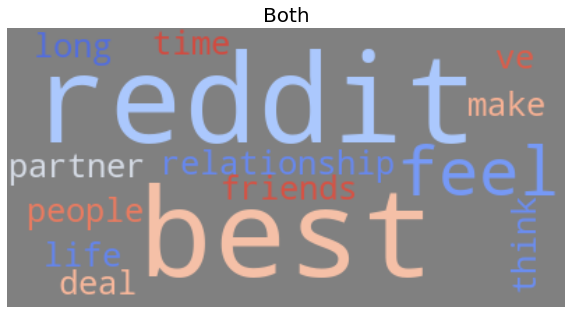 Both
long time ve
reddit
make
partner relationship feel
friends
people best
think
life
deal